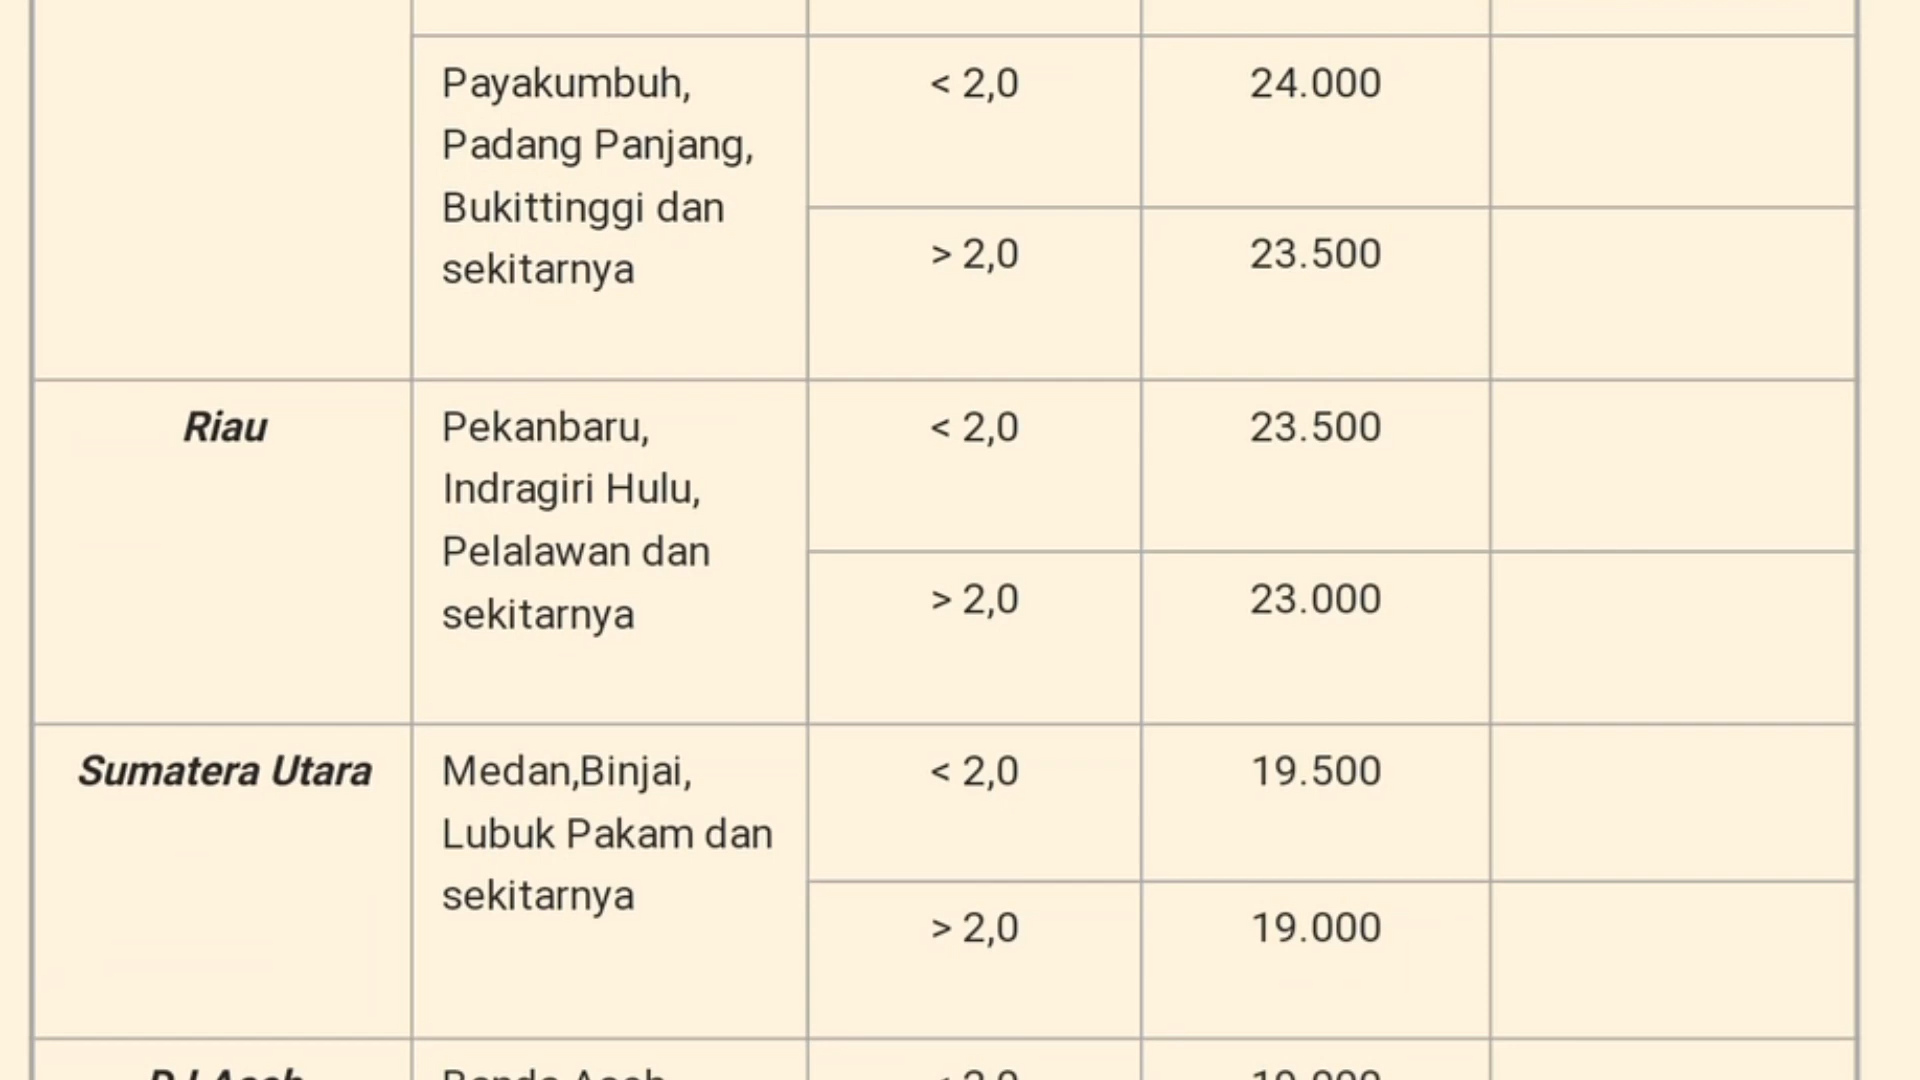 Payakumbuh,
Padang Panjang,
Bukittinggi dan
sekitarnya
< 2,0
24.000
> 2,0
23.500
Riau
Pekanbaru,
Indragiri Hulu,
Pelalawan dan
sekitarnya
< 2,0
23.500
> 2,0
23.000
Sumatera Utara
Medan,Binjai,
Lubuk Pakam dan
sekitarnya
< 2,0
19.500
> 2,0
19.000